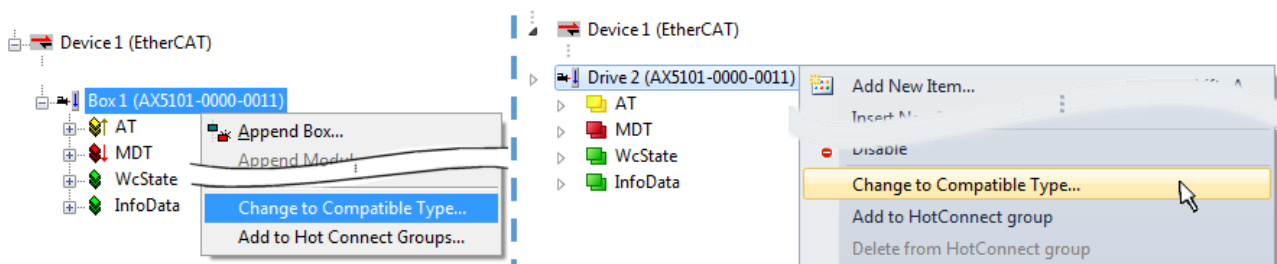 Device 1 (EtherCAT)
Box 1 (AX5101-0000-0011)
AT
MDT
WcState
InfoData
Append Box...
Append Modul
Change to Compatible Type...
Add to Hot Connect Groups...
Device 1 (EtherCAT)
Drive 2 (AX5101-0000-0011)
AT
MDT
WcState
InfoData
Add New Item...
Insert
Disable
Change to Compatible Type...
Add to HotConnect group
Delete from HotConnect group